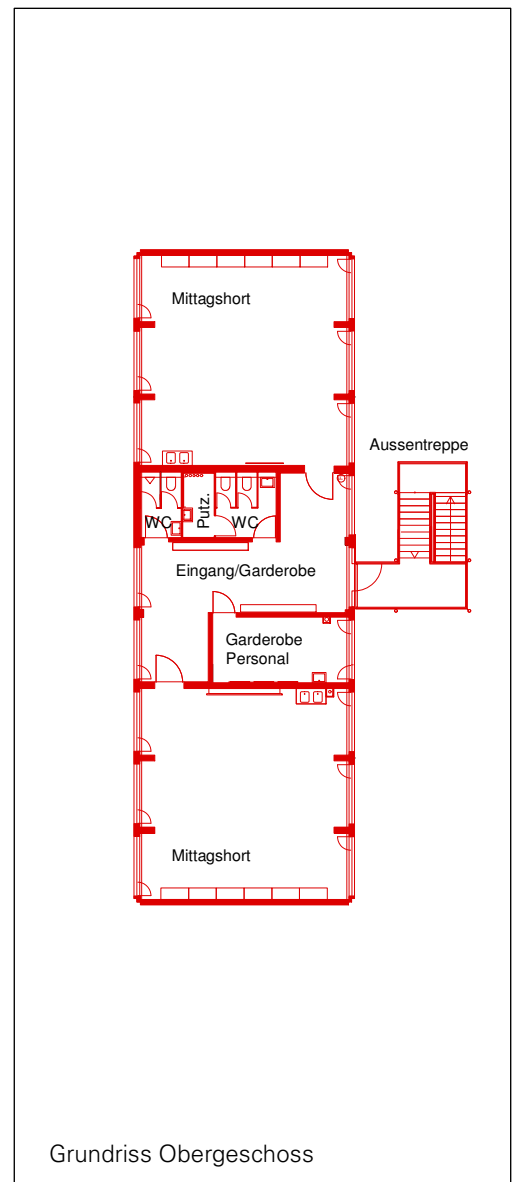 Mittagshort
Aussentreppe
WC
Putz.
WC
Eingang/Garderobe
Garderobe
Personal
Mittagshort
Grundriss Obergeschoss